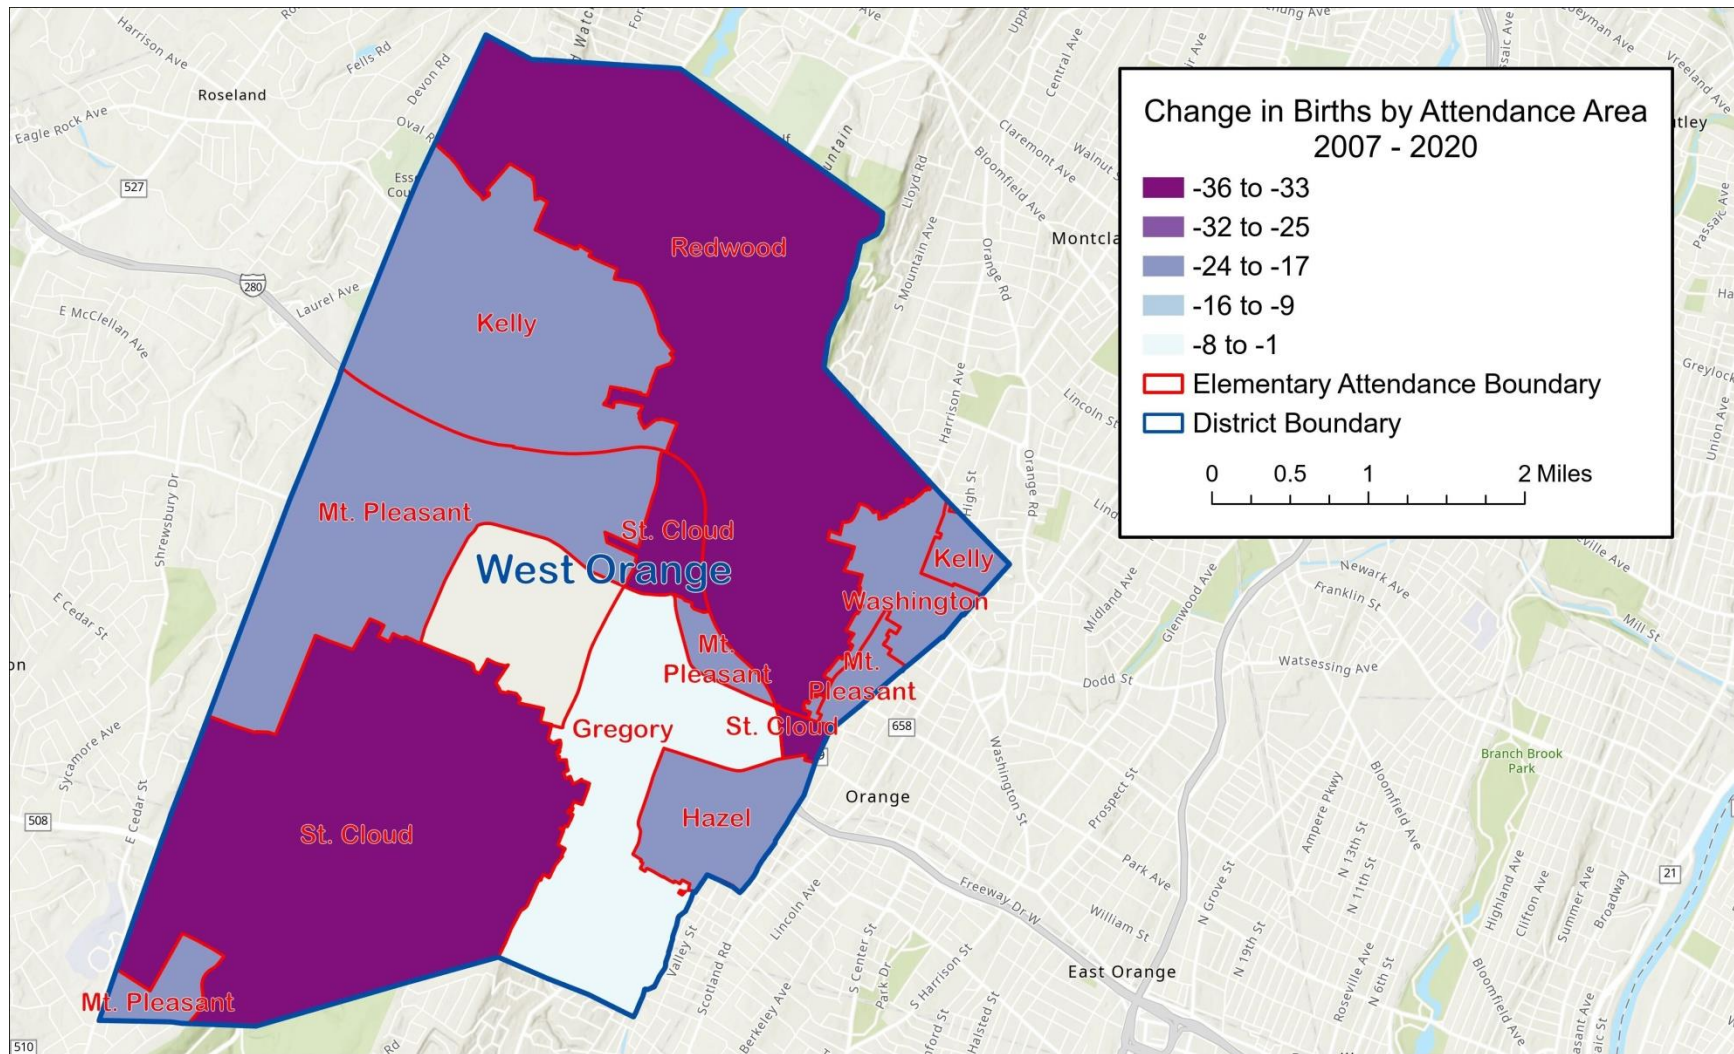 Change in Births by Attendance Area
2007 - 2020
-36 to -33
-32 to -25
-24 to -17
-16 to -9
-8 to -1
Elementary Attendance Boundary
District Boundary
0 0.5 1 2 Miles
Harrison Ave
Fells Rd
Devon Rd
Roseland
Eagle Rock Ave
527
280
Laurel Ave
E McClellan Ave
Shrewsbury Dr
E Cedar St
Sycamore Ave
E Cedar St
508
510
Redwood
Kelly
Mt. Pleasant
St. Cloud
West Orange
Kelly
Washington
Mt.
Pleasant
Mt.
Pleasant
Gregory
St. Cloud
Hazel
St. Cloud
Mt. Pleasant
Central Ave
Claremont Ave
Walnut St
Bloomfield Ave
Lloyd Rd
S Mountain Ave
Orange Rd
Harrison Ave
Lincoln St
High St
Orange Rd
Midland Ave
Glenwood Ave
Newark Ave
Franklin St
Mill St
Watsessing Ave
Dodd St
658
Washington St
Prospect St
Orange
Park Ave
Freeway Dr W
William St
N Grove St
N 19th St
East Orange
Lincoln Ave
Valley St
Scotland Rd
Berkeley Ave
S Center St
Park Dr
S Harrison St
Halsted St
Ampere Pkwy
N 13th St
N 11th St
Bloomfield Ave
Branch Brook
Park
Highland Ave
Clifton Ave
Summer Ave
Broadway
21
Roseville Ave
N 6th St
Bloomfield Ave
Passaic Ave
Vreeland Ave
Union Ave